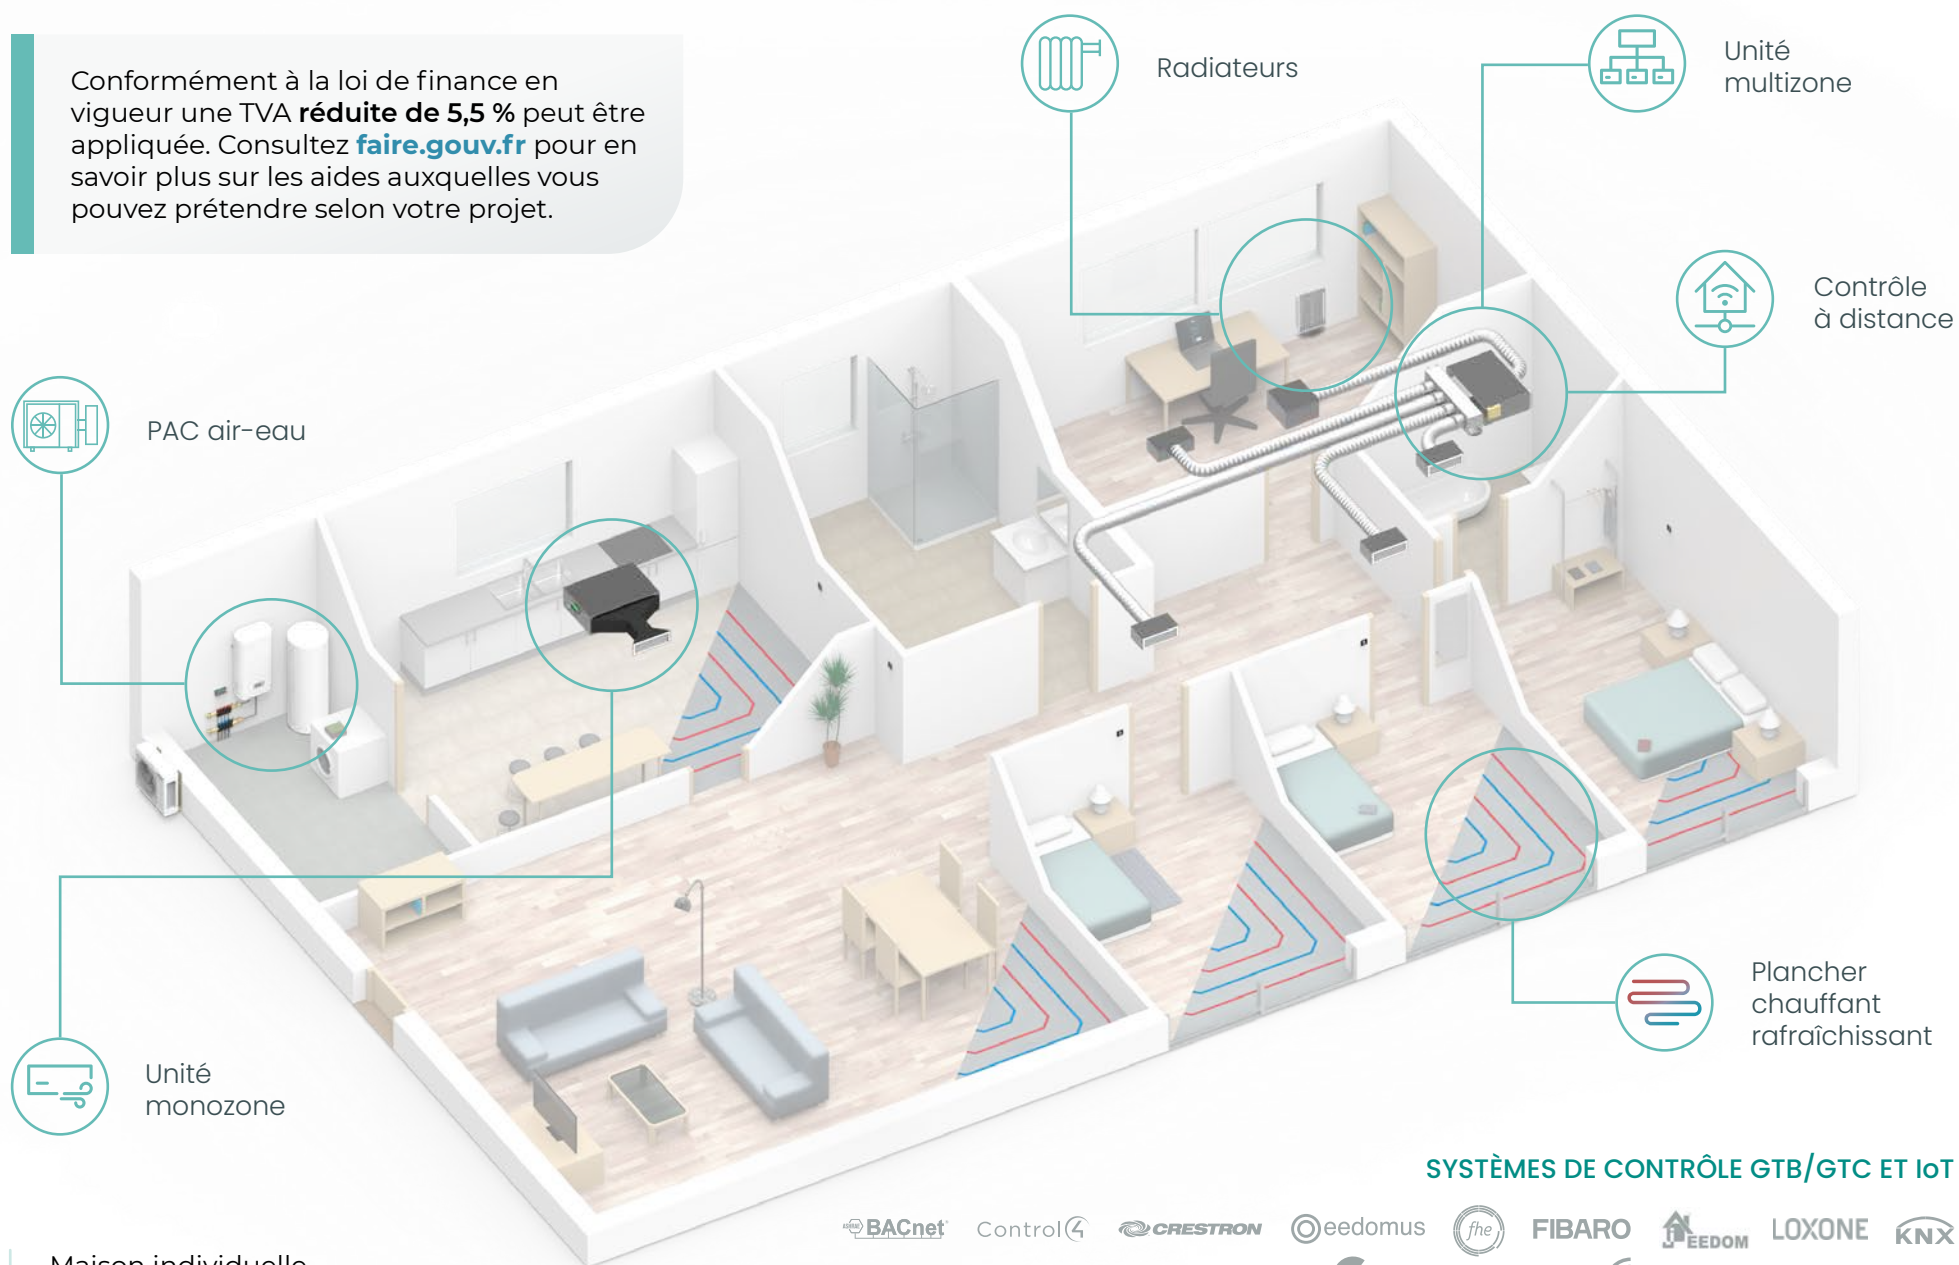 Conformément à la loi de finance en
vigueur une TVA réduite de 5,5 % peut être
appliquée. Consultez faire.gouv.fr pour en
savoir plus sur les aides auxquelles vous
pouvez prétendre selon votre projet.
Radiateurs
Unité
multizone
Contrôle
à distance
PAC air-eau
Plancher
chauffant
rafraîchissant
Unité
monozone
SYSTÈMES DE CONTRÔLE GTB/GTC ET IoT
BACnet Control4 CRESTRON eedomus fhe FIBARO JEEDOM LOXONE KNX
Maison individuelle